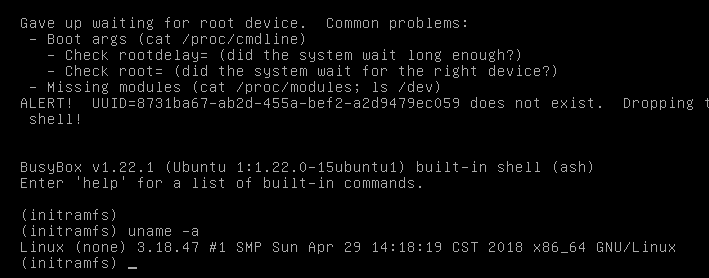 Gave up waiting for root device.  Common problems:
 - Boot args (cat /proc/cmdline)
   - Check rootdelay= (did the system wait long enough?)
   - Check root= (did the system wait for the right device?)
 - Missing modules (cat /proc/modules; ls /dev)
ALERT!  UUID=8731ba67-ab2d-455a-bef2-a2d9479ec059 does not exist.  Dropping t
 shell!
BusyBox v1.22.1 (Ubuntu 1:1.22.0-15ubuntu1) built-in shell (ash)
Enter 'help' for a list of built-in commands.
(initramfs)
(initramfs) uname -a
Linux (none) 3.18.47 #1 SMP Sun Apr 29 14:18:19 CST 2018 x86_64 GNU/Linux
(initramfs) _